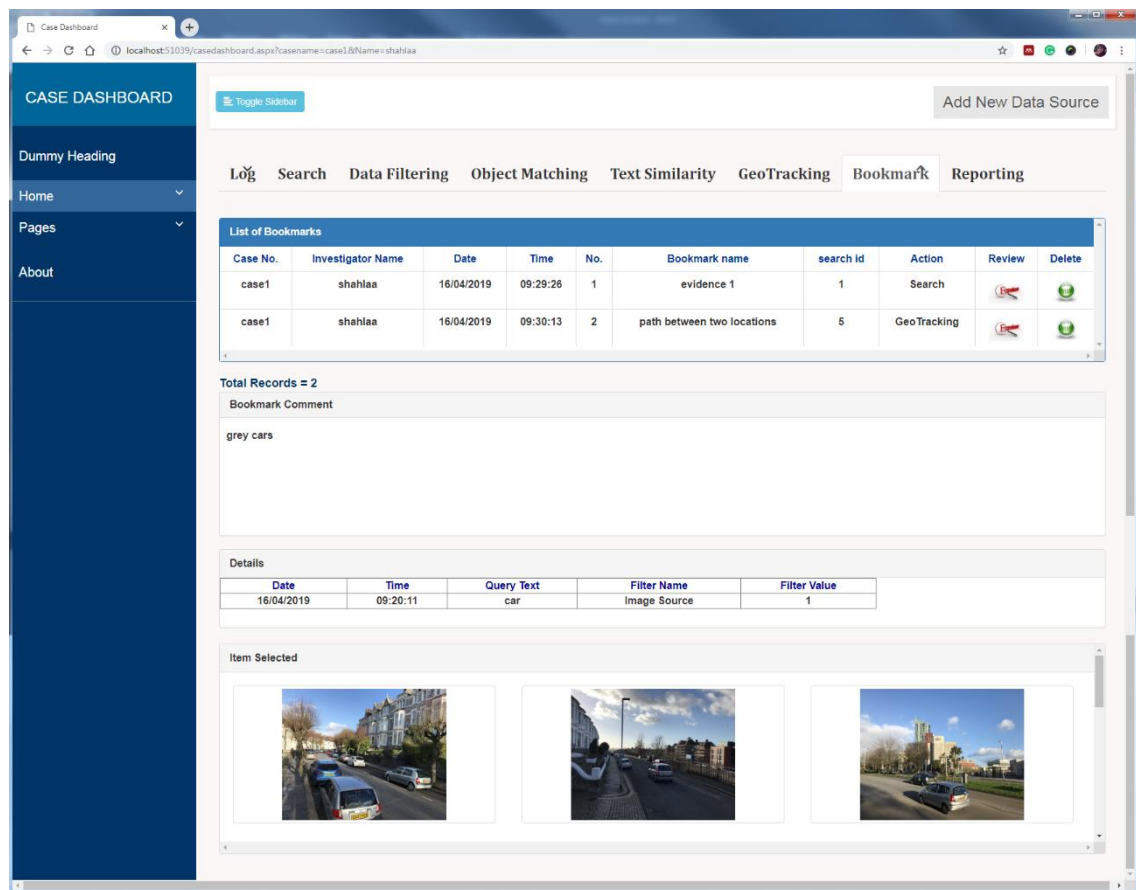 Case Dashboard
localhost:51039/casedashboard.aspx?casename=case1&Name=shahlaa
CASE DASHBOARD
Toggle Sidebar
Add New Data Source
Dummy Heading
Home
Pages
About
Log Search Data Filtering Object Matching Text Similarity GeoTracking Bookmark Reporting
List of Bookmarks
Case No. Investigator Name Date Time No. Bookmark name search id Action Review Delete
case1 shahlaa 16/04/2019 09:29:26 1 evidence 1 1 Search
case1 shahlaa 16/04/2019 09:30:13 2 path between two locations 5 GeoTracking
Total Records = 2
Bookmark Comment
grey cars
Details
Date Time Query Text Filter Name Filter Value
16/04/2019 09:20:11 car Image Source 1
Item Selected